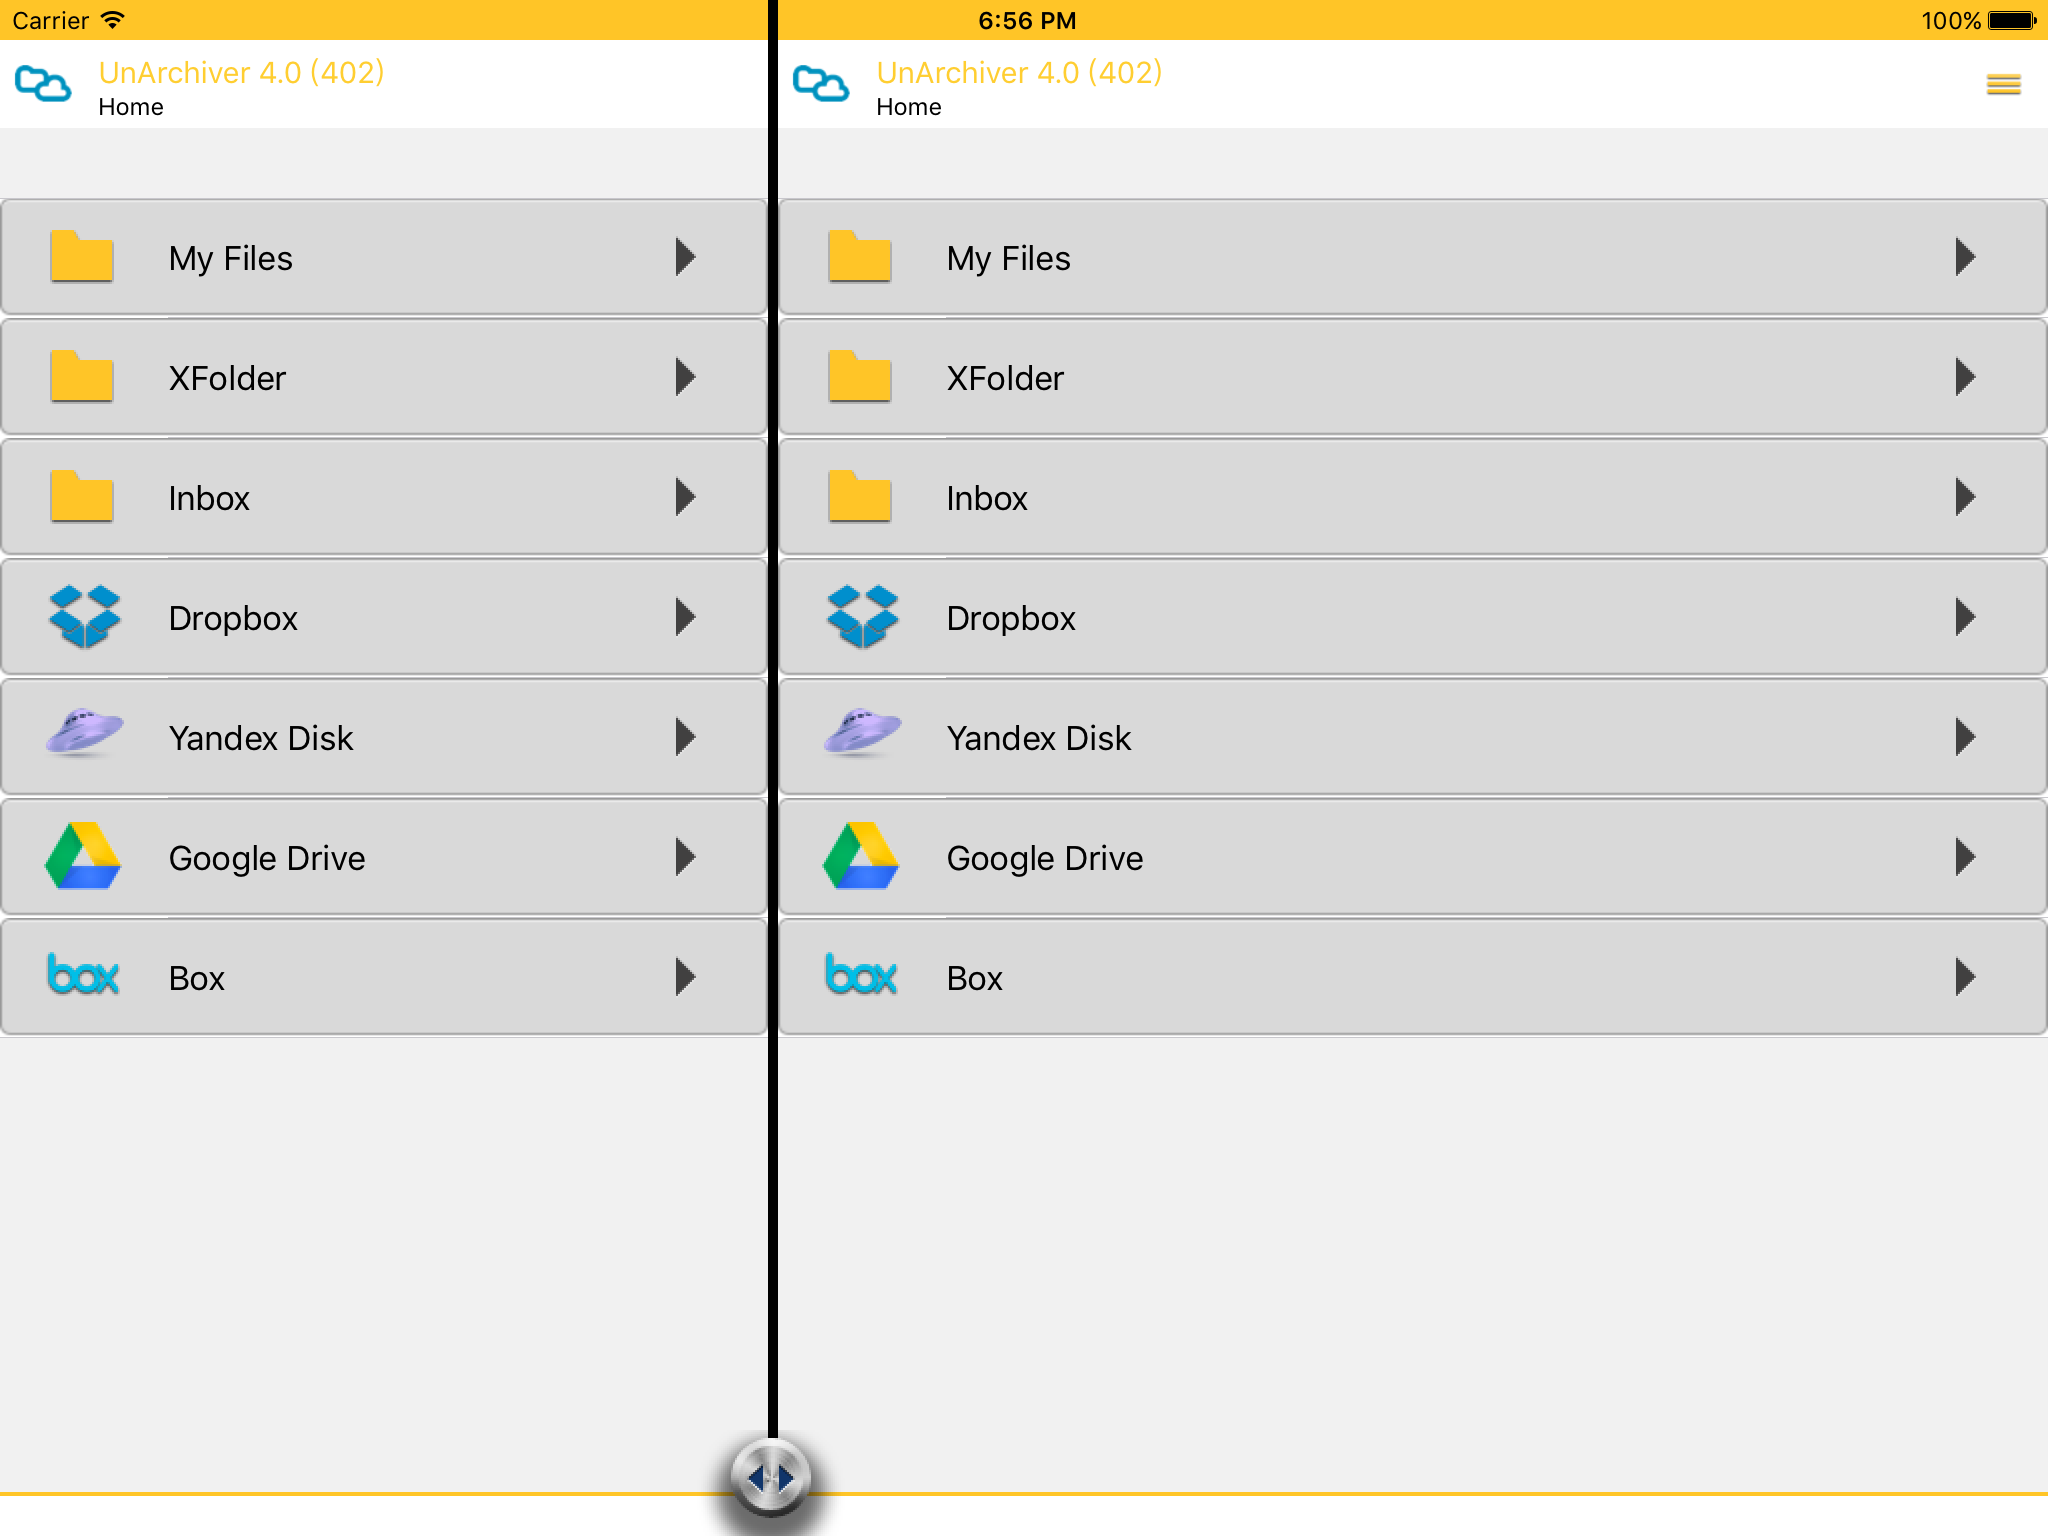 Carrier 6:56 PM 100%
UnArchiver 4.0 (402)
Home
My Files
XFolder
Inbox
Dropbox
Yandex Disk
Google Drive
box Box
UnArchiver 4.0 (402)
Home
My Files
XFolder
Inbox
Dropbox
Yandex Disk
Google Drive
box Box